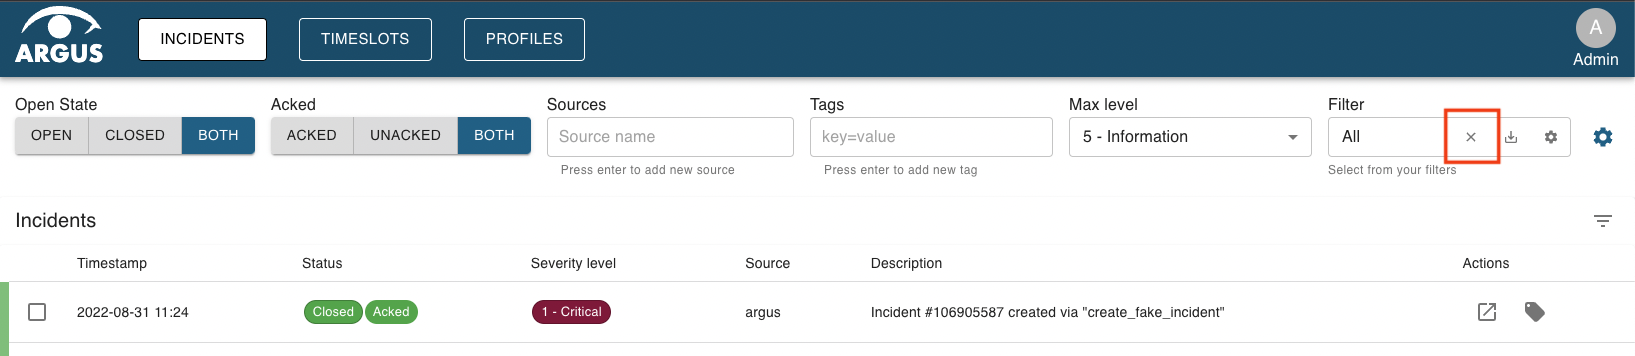 ARGUS
INCIDENTS
TIMESLOTS
PROFILES
A
Admin
Open State
OPEN CLOSED BOTH
Acked
ACKED UNACKED BOTH
Sources
Source name
Press enter to add new source
Tags
key=value
Press enter to add new tag
Max level
5 - Information
Filter
All
Select from your filters
Incidents
Timestamp Status Severity level Source Description Actions
2022-08-31 11:24 Closed Acked 1 - Critical argus Incident #106905587 created via "create_fake_incident"